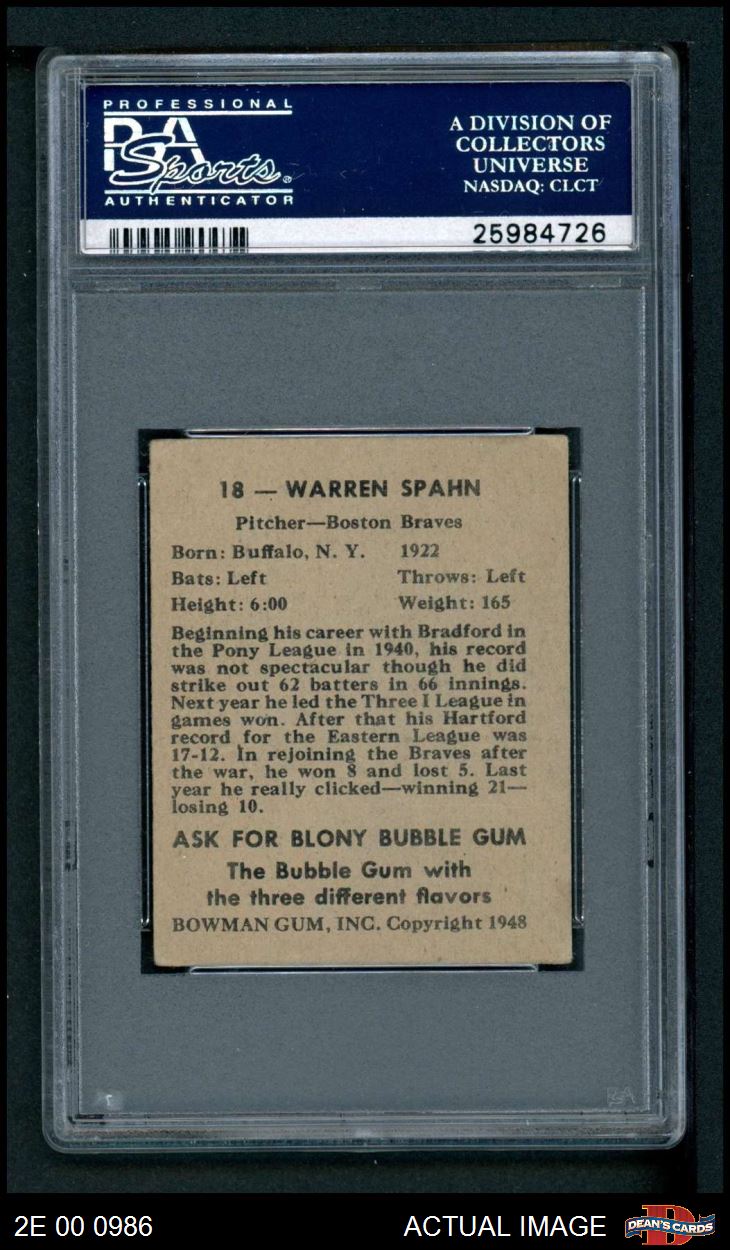 PROFESSIONAL
PSA
Sports®
AUTHENTICATOR
A DIVISION OF
COLLECTORS
UNIVERSE
NASDAQ: CLCT
25984726
18 — WARREN SPAHN
Pitcher—Boston Braves
Born: Buffalo, N. Y. 1922
Bats: Left Throws: Left
Height: 6:00 Weight: 165
Beginning his career with Bradford in
the Pony League in 1940, his record
was not spectacular though he did
strike out 62 batters in 66 innings.
Next year he led the Three I League in
games won. After that his Hartford
record for the Eastern League was
17-12. In rejoining the Braves after
the war, he won 8 and lost 5. Last
year he really clicked—winning 21—
losing 10.
ASK FOR BLONY BUBBLE GUM
The Bubble Gum with
the three different flavors
BOWMAN GUM, INC. Copyright 1948
PSA
2E 00 0986
ACTUAL IMAGE
DEAN'S CARDS